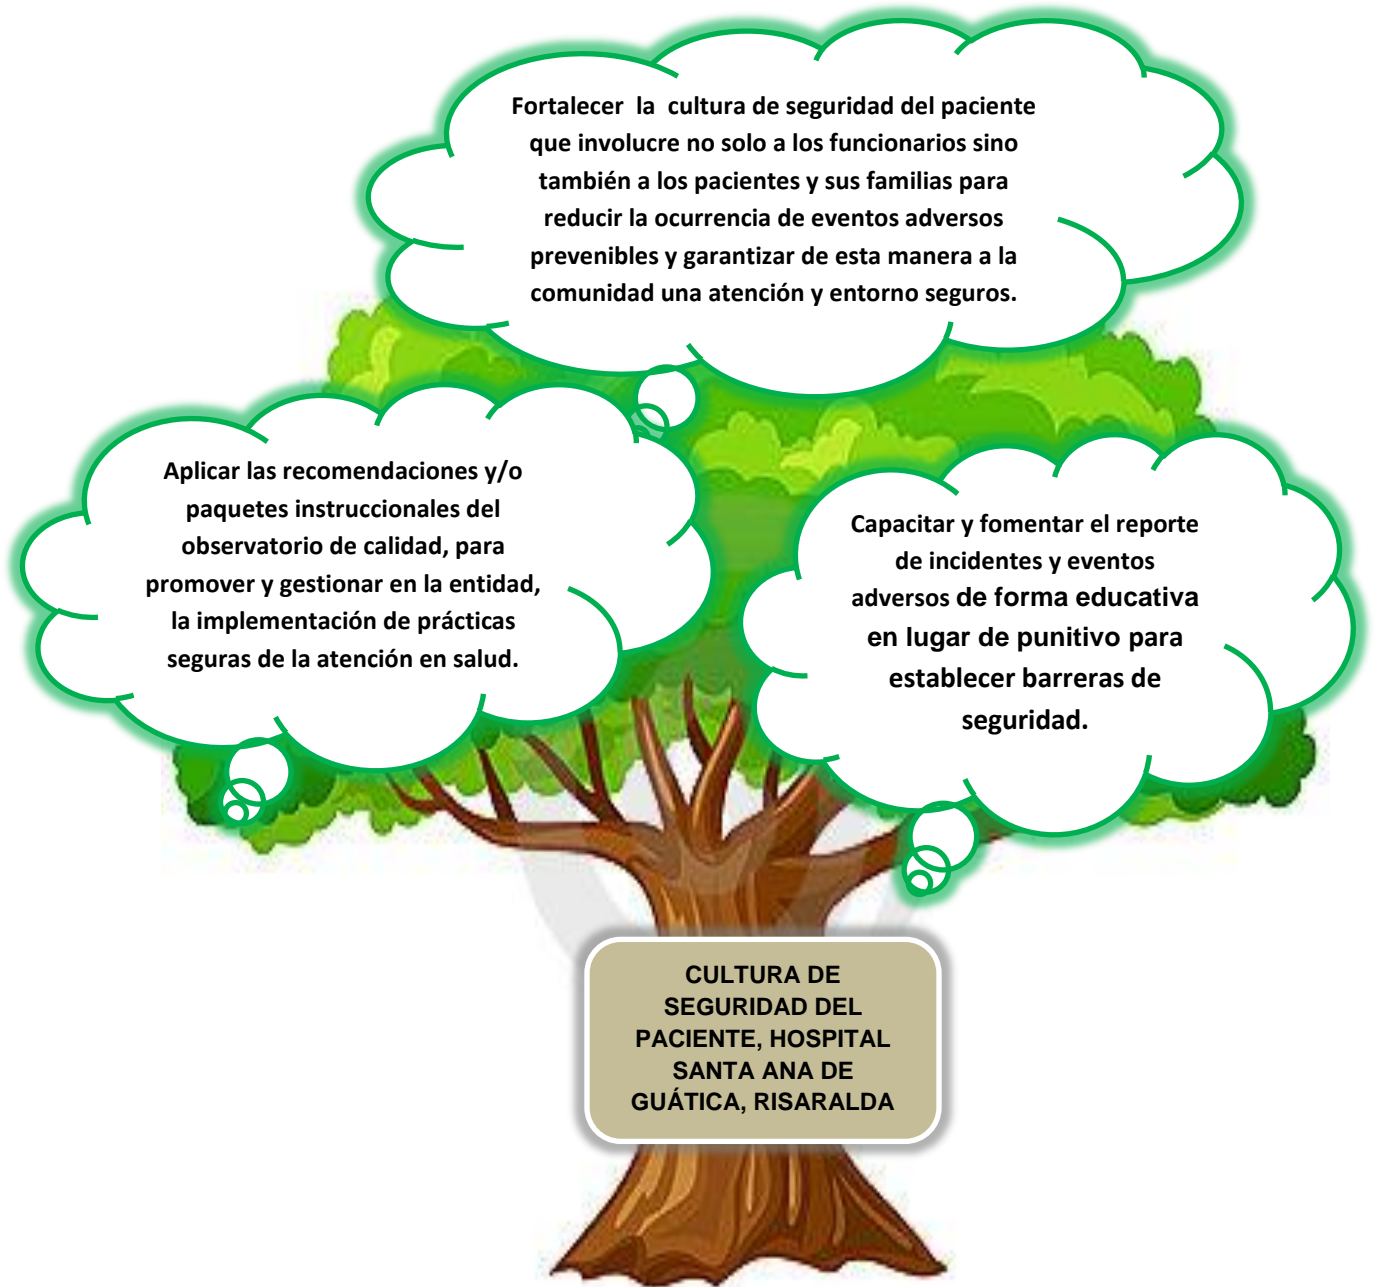 Fortalecer  la  cultura de seguridad del paciente
que involucre no solo a los funcionarios sino
también a los pacientes y sus familias para
reducir la ocurrencia de eventos adversos
prevenibles y garantizar de esta manera a la
comunidad una atención y entorno seguros.
Aplicar las recomendaciones y/o
paquetes instruccionales del
observatorio de calidad, para
promover y gestionar en la entidad,
la implementación de prácticas
seguras de la atención en salud.
Capacitar y fomentar el reporte
de incidentes y eventos
adversos de forma educativa
en lugar de punitivo para
establecer barreras de
seguridad.
CULTURA DE
SEGURIDAD DEL
PACIENTE, HOSPITAL
SANTA ANA DE
GUÁTICA, RISARALDA